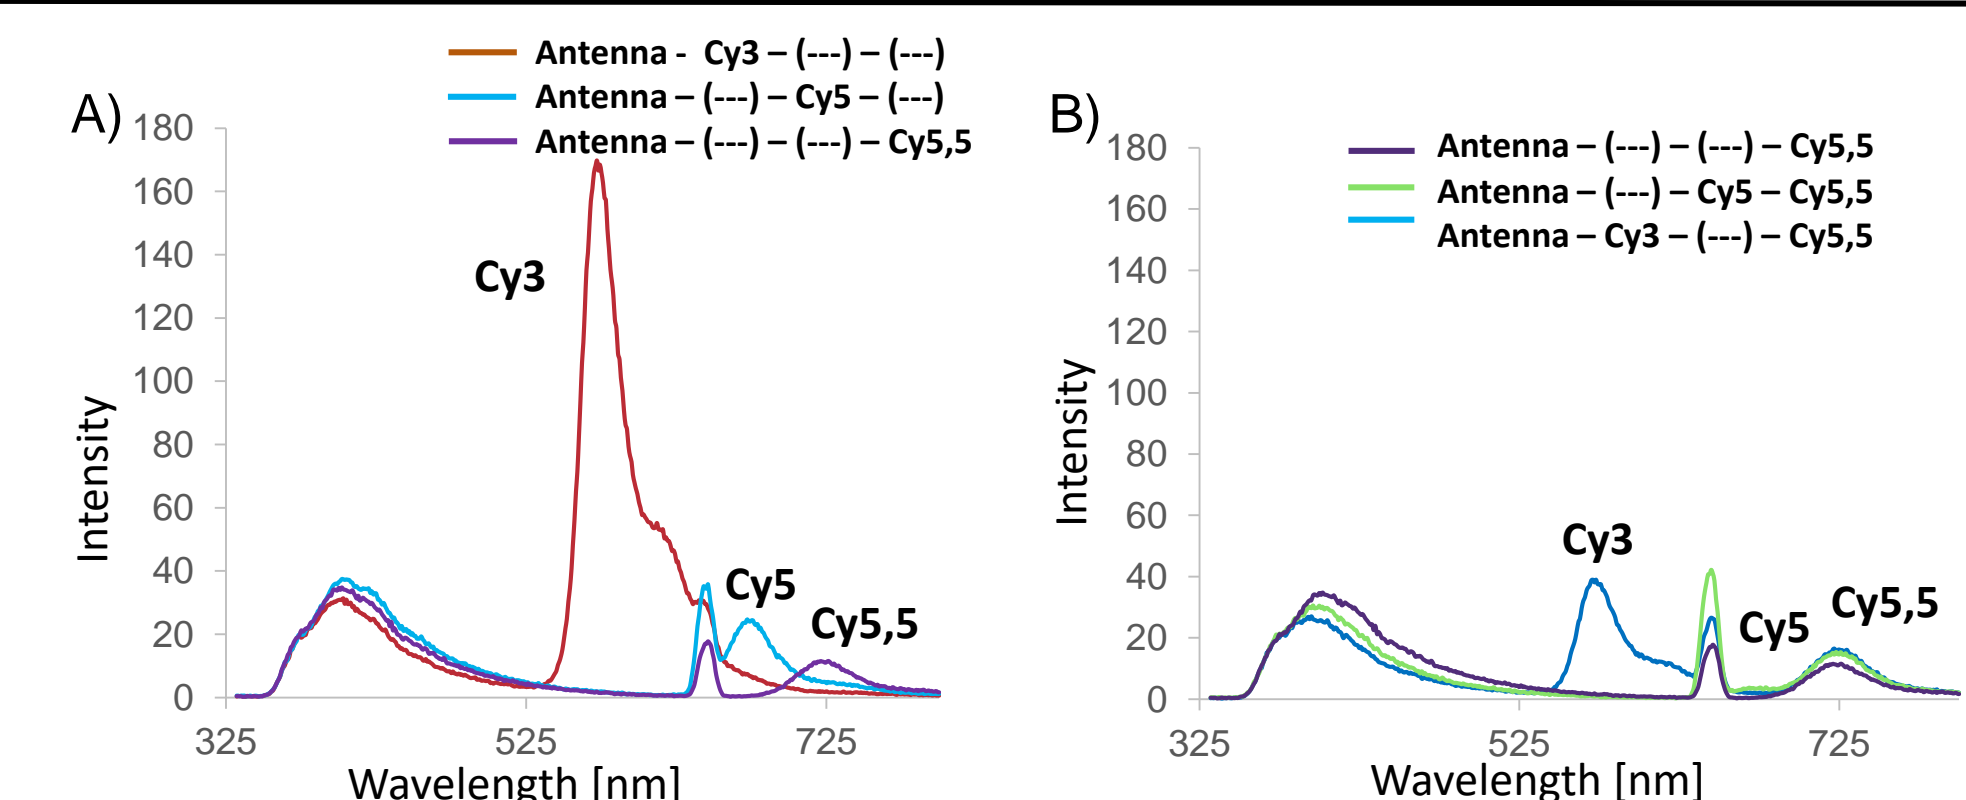 A)
Antenna - Cy3 – (---) – (---)
Antenna – (---) – Cy5 – (---)
Antenna – (---) – (---) – Cy5,5
180
160
140
120
100
80
60
40
20
0
Intensity
Cy3
Cy5
Cy5,5
325
525
725
Wavelength [nm]
B)
Antenna – (---) – (---) – Cy5,5
Antenna – (---) – Cy5 – Cy5,5
Antenna – Cy3 – (---) – Cy5,5
180
160
140
120
100
80
60
40
20
0
Intensity
Cy3
Cy5
Cy5,5
325
525
725
Wavelength [nm]